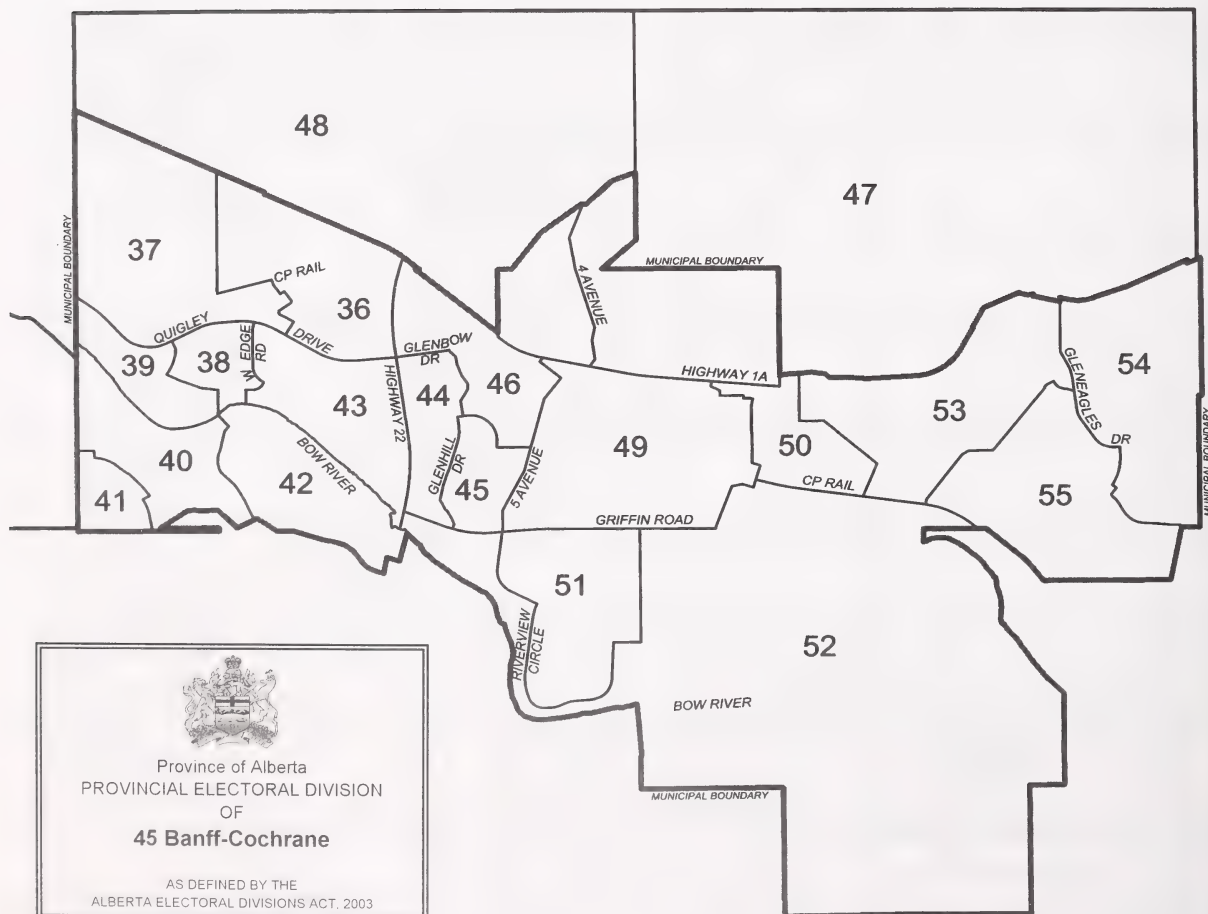 48
47
37
MUNICIPAL BOUNDARY
CP RAIL
36
4 AVENUE
MUNICIPAL BOUNDARY
54
QUIGLEY
DRIVE
39
38
W EDGE RD
GLENBOW DR
HIGHWAY 22
44
46
HIGHWAY 1A
43
53
GLENEAGLES
DR
MUNICIPAL BOUNDARY
40
BOW RIVER
41
42
GLENHILL DR
45
5 AVENUE
49
50
CP RAIL
55
GRIFFIN ROAD
51
RIVERVIEW CIRCLE
52
BOW RIVER
MUNICIPAL BOUNDARY
Province of Alberta
PROVINCIAL ELECTORAL DIVISION
OF
45 Banff-Cochrane
AS DEFINED BY THE
ALBERTA ELECTORAL DIVISIONS ACT, 2003